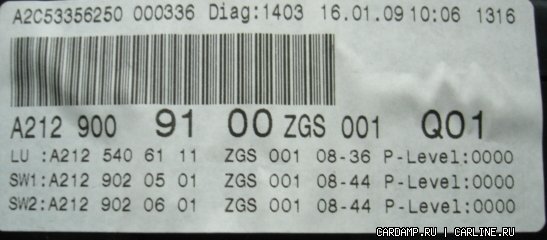 A2C53356250 000336 Diag:1403 16.01.09 10:06 1316
A212 900 91 00 ZGS 001 Q01
LU :A212 540 61 11 ZGS 001 08-36 P-Level:0000
SW1:A212 902 05 01 ZGS 001 08-44 P-Level:0000
SW2:A212 902 06 01 ZGS 001 08-44 P-Level:0000
CARDAMP.RU | CARLINE.RU